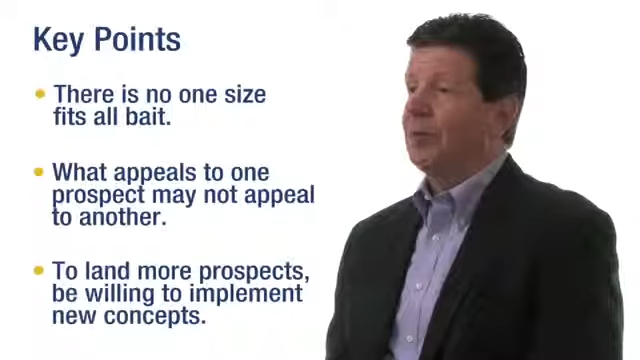 Key Points
There is no one size
fits all bait.
What appeals to one
prospect may not appeal
to another.
To land more prospects,
be willing to implement
new concepts.